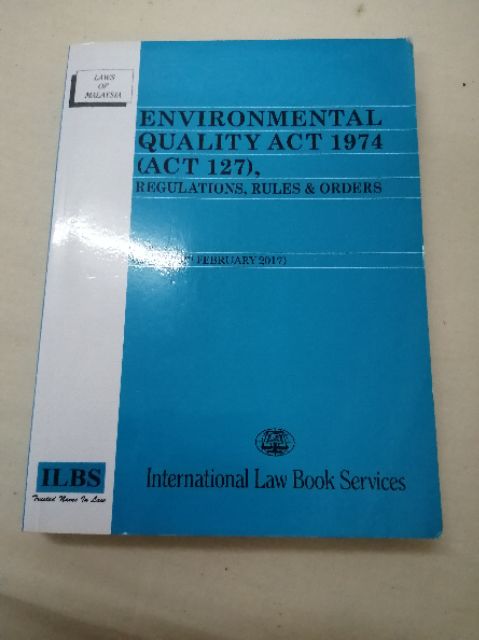 LAWS
OF
MALAYSIA
ENVIRONMENTAL
QUALITY ACT 1974
(ACT 127),
REGULATIONS, RULES & ORDERS
FEBRUARY 2017)
International Law Book Services
ILBS
Trusted Name In Law